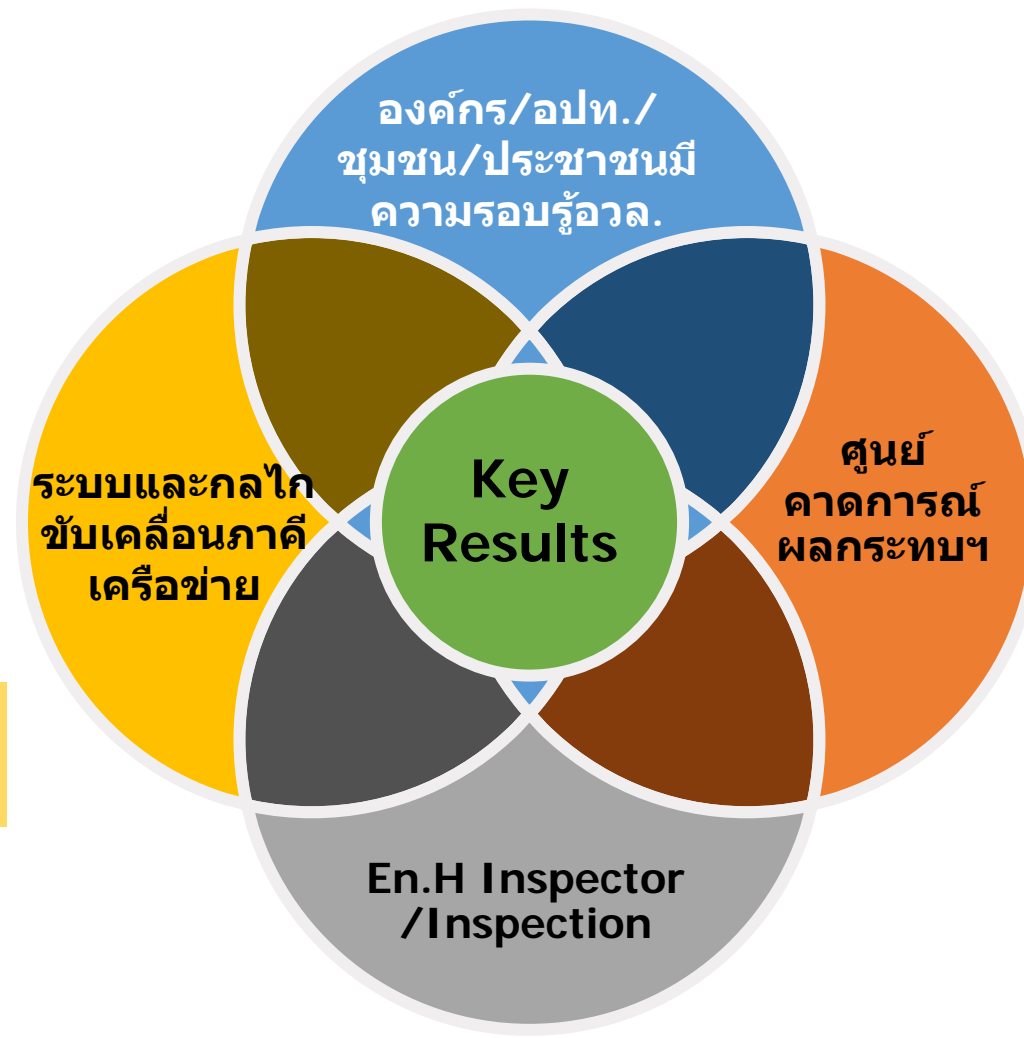 องค์กร/อปท./
ชุมชน/ประชาชนมี
ความรอบรู้อวล.
ระบบและกลไก
ขับเคลื่อนภาคี
เครือข่าย
Key
Results
ศูนย์
คาดการณ์
ผลกระทบฯ
En.H Inspector
/Inspection